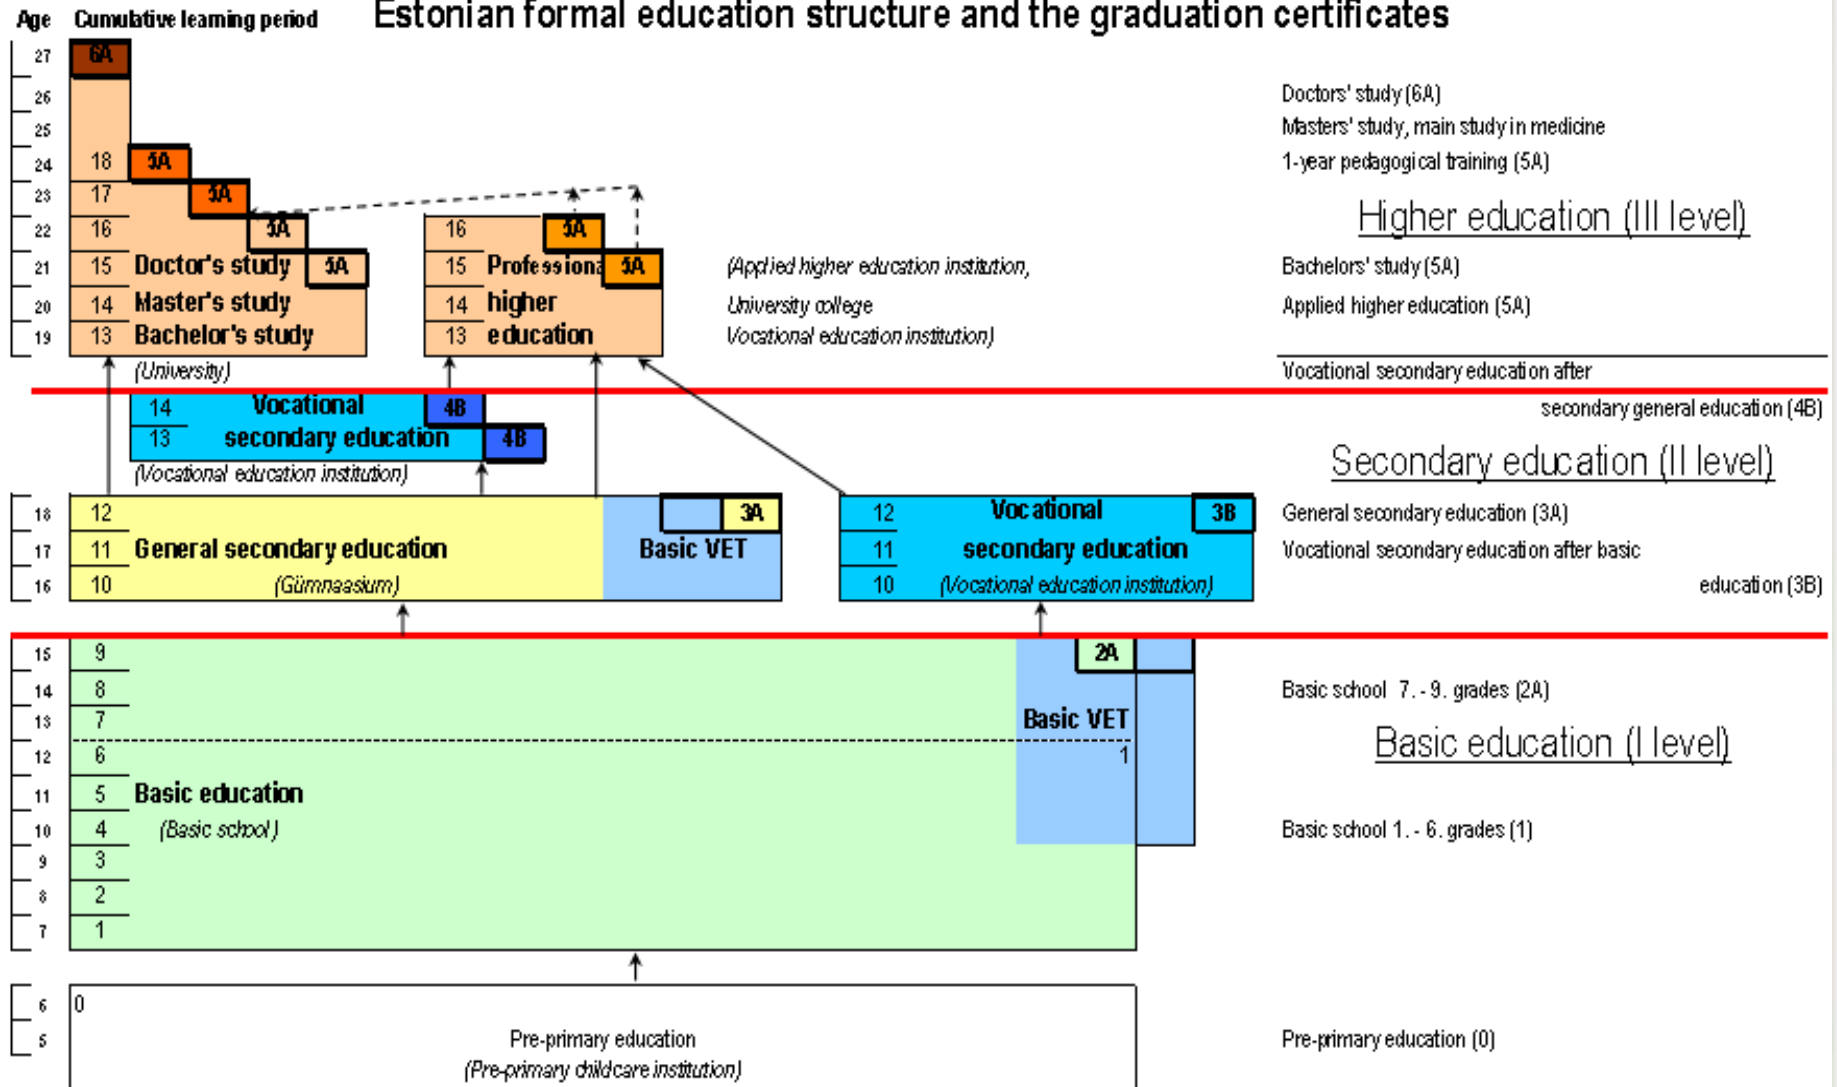 Estonian formal education structure and the graduation certificates
Age Cumulative learning period
27 6A
26 Doctors' study (6A)
25 Masters' study, main study in medicine
24 18 5A 1-year pedagogical training (5A)
23 17 5A
Higher education (III level)
22 16 5A 16 5A
21 15 Doctor's study 5A 15 Professiona 5A (Applied higher education institution, Bachelors' study (5A)
20 14 Master's study 14 higher University college Applied higher education (5A)
19 13 Bachelor's study 13 education Vocational education institution)
(University) Vocational secondary education after
14 Vocational 4B secondary general education (4B)
13 secondary education 4B
Secondary education (II level)
(Vocational education institution)
18 12 3A 12 Vocational 3B General secondary education (3A)
17 11 General secondary education Basic VET 11 secondary education Vocational secondary education after basic
16 10 (Gümnaasium) 10 (Vocational education institution) education (3B)
15 9 2A
14 8 Basic school 7. - 9. grades (2A)
13 7 Basic VET
Basic education (I level)
12 6 1
11 5 Basic education
10 4 (Basic school) Basic school 1. - 6. grades (1)
9 3
8 2
7 1
6 0
5 Pre-primary education Pre-primary education (0)
(Pre-primary childcare institution)